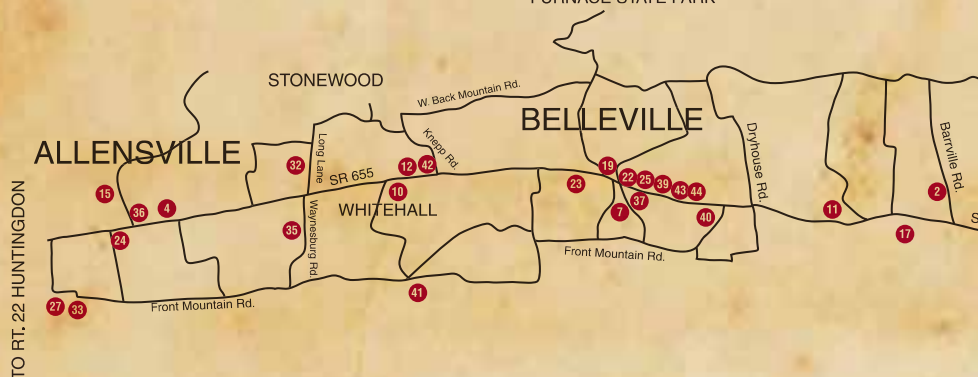 FURNACE STATE PARK
STONEWOOD
W. Back Mountain Rd.
BELLEVILLE
ALLENSVILLE
Long Lane
Knepp Rd.
Dryhouse Rd.
Barrville Rd.
SR 655
WHITEHALL
Waynesburg Rd.
Front Mountain Rd.
Front Mountain Rd.
TO RT. 22 HUNTINGDON
15
36
4
24
27
33
32
35
12
42
10
41
23
19
22
25
39
43
44
37
7
40
11
2
17
S